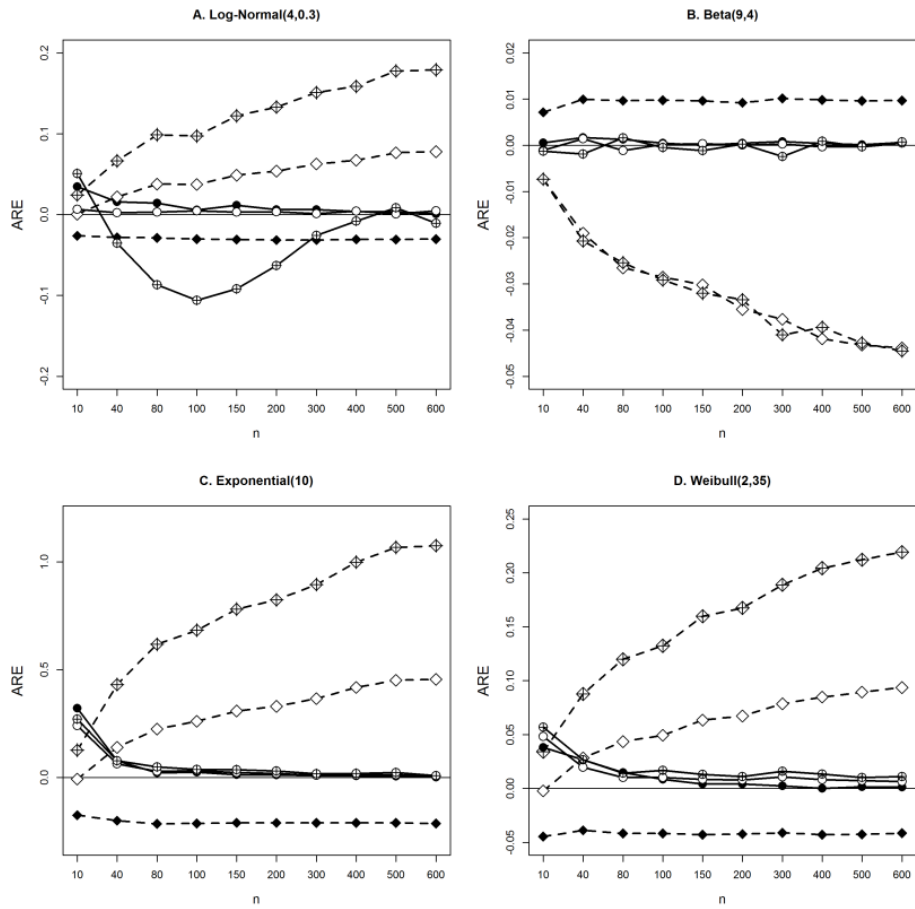 A. Log-Normal(4,0.3)
ARE
0.2
0.1
0.0
-0.1
-0.2
10 40 80 100 150 200 300 400 500 600
n
B. Beta(9,4)
ARE
0.02
0.01
0.00
-0.01
-0.02
-0.03
-0.04
-0.05
10 40 80 100 150 200 300 400 500 600
n
C. Exponential(10)
ARE
1.0
0.5
0.0
10 40 80 100 150 200 300 400 500 600
n
D. Weibull(2,35)
ARE
0.25
0.20
0.15
0.10
0.05
0.00
-0.05
10 40 80 100 150 200 300 400 500 600
n